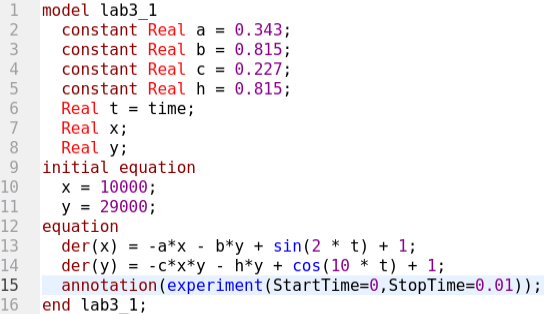 1 model lab3_1
2   constant Real a = 0.343;
3   constant Real b = 0.815;
4   constant Real c = 0.227;
5   constant Real h = 0.815;
6   Real t = time;
7   Real x;
8   Real y;
9 initial equation
10   x = 10000;
11   y = 29000;
12 equation
13   der(x) = -a*x - b*y + sin(2 * t) + 1;
14   der(y) = -c*x*y - h*y + cos(10 * t) + 1;
15   annotation(experiment(StartTime=0,StopTime=0.01));
16 end lab3_1;